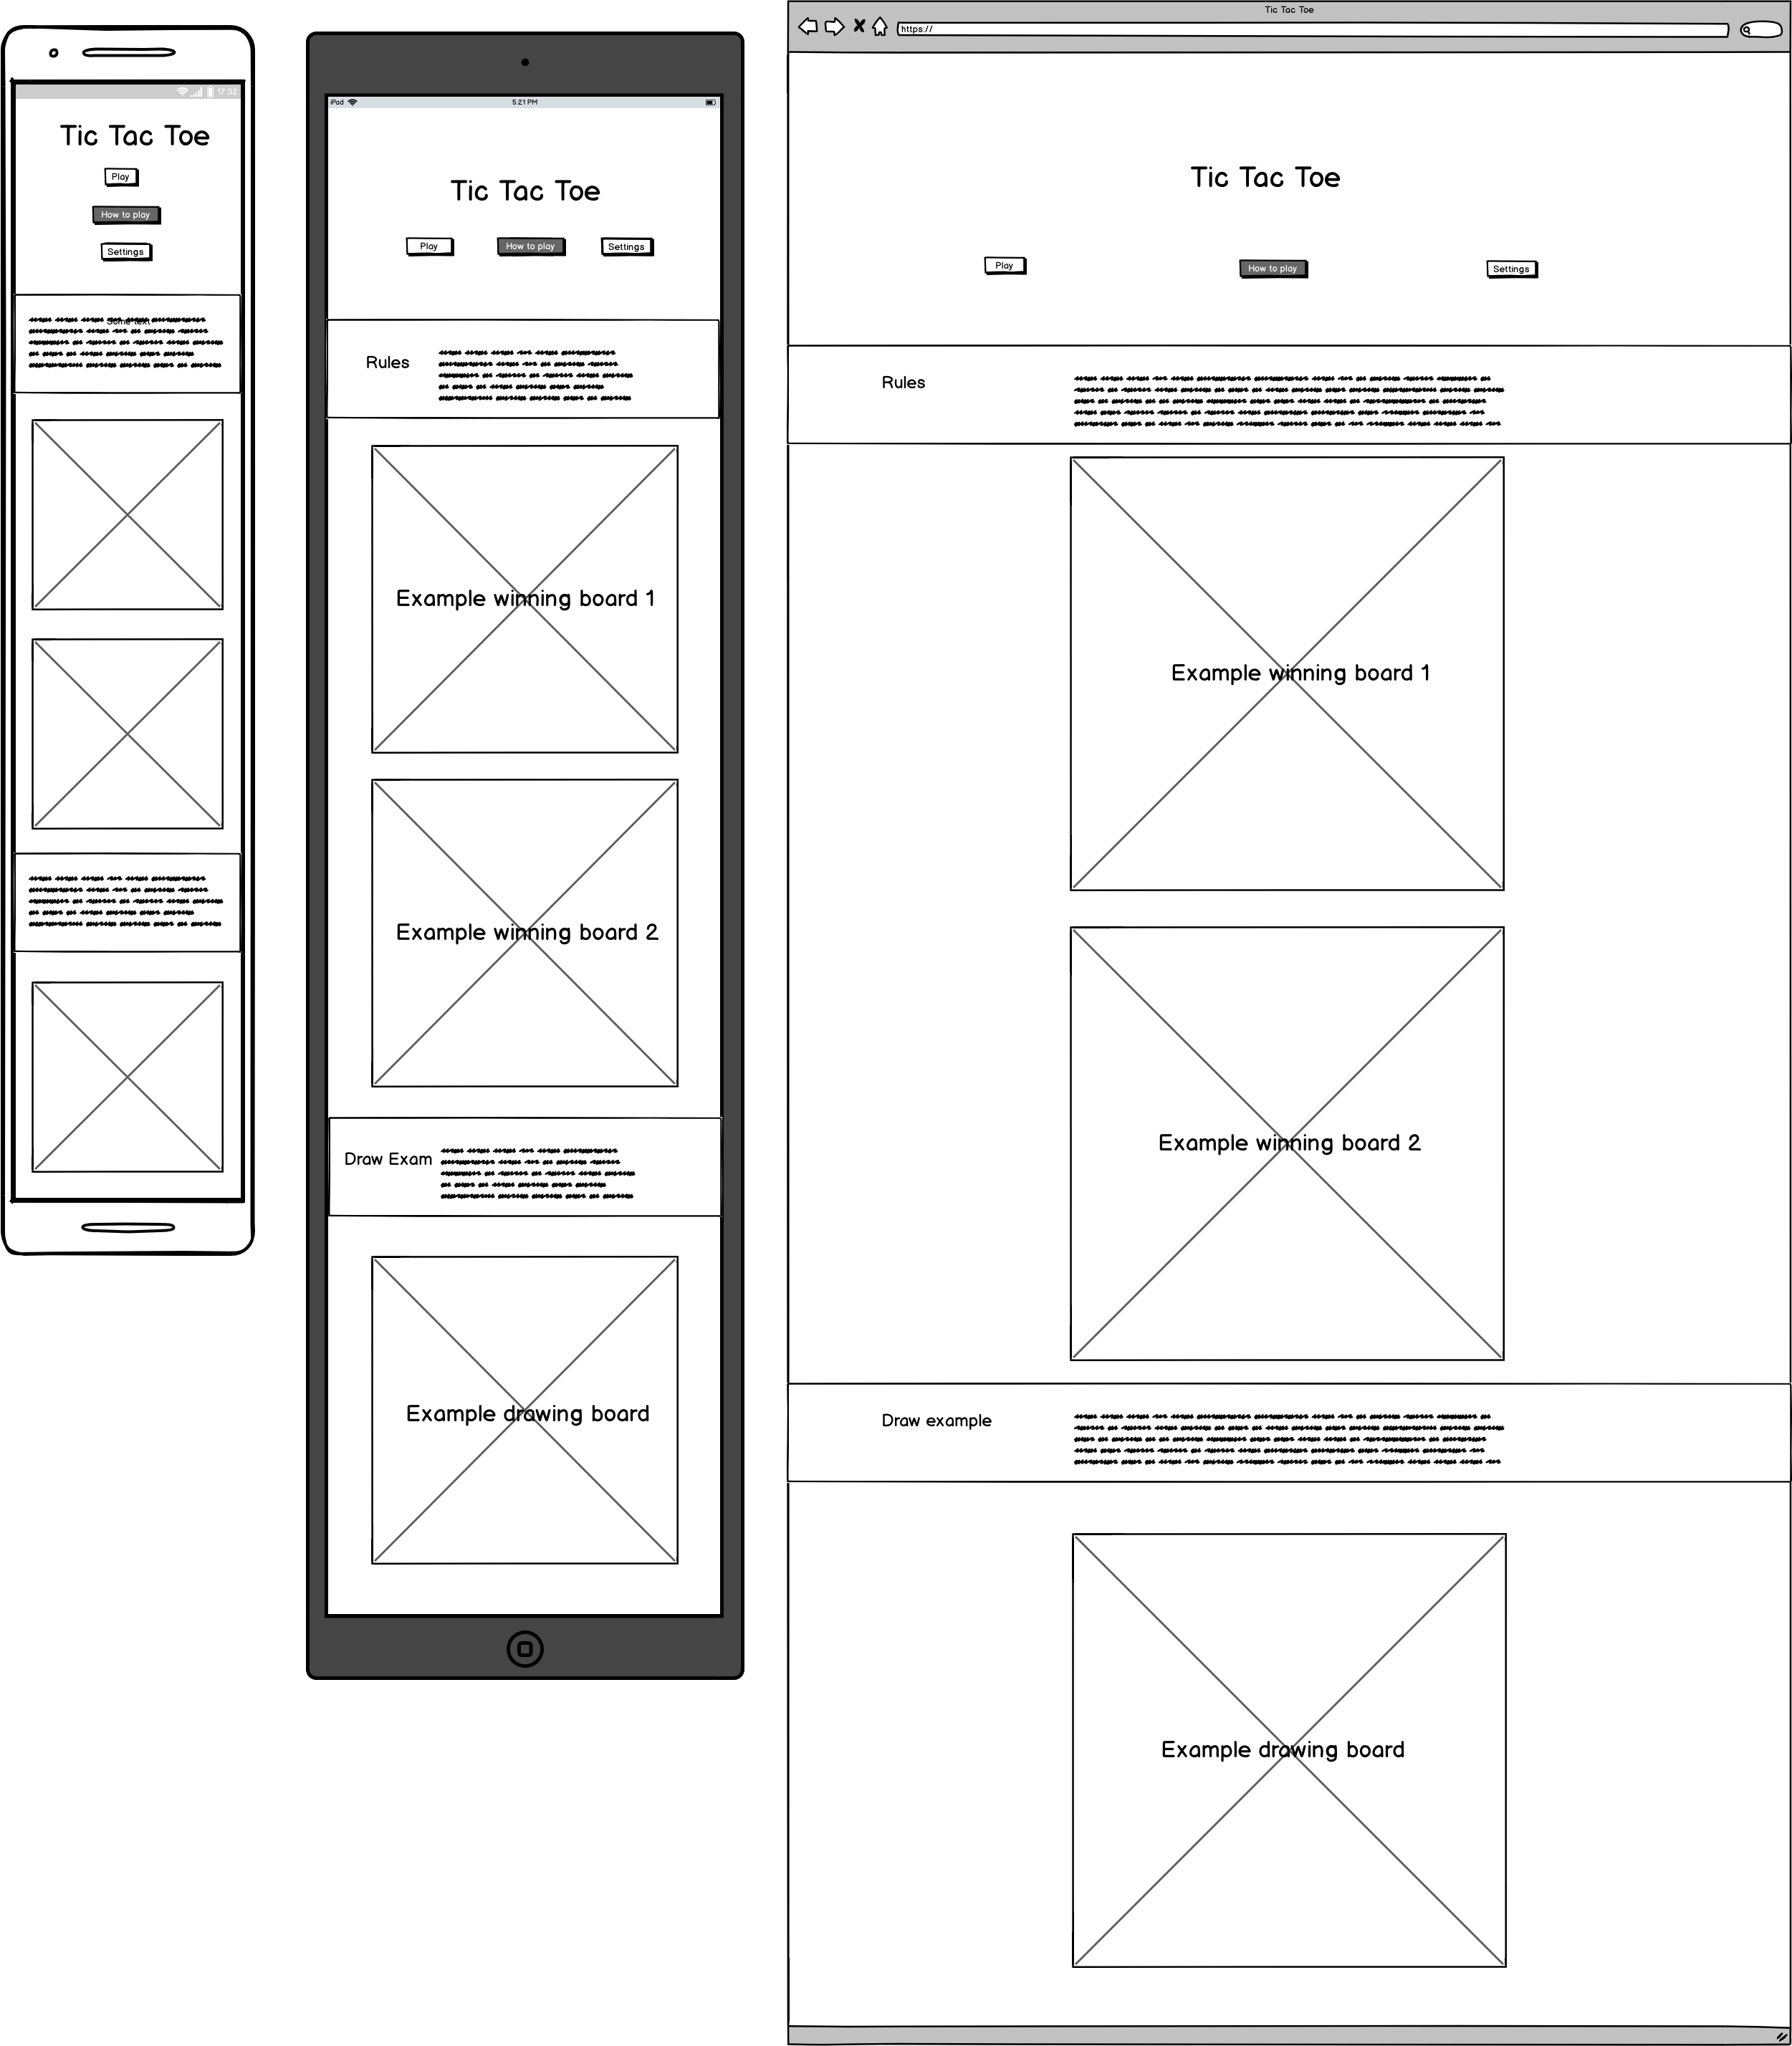 17:32
Tic Tac Toe
Play
How to play
Settings
Some text
iPad
5:21 PM
Tic Tac Toe
Play
How to play
Settings
Rules
Example winning board 1
Example winning board 2
Draw Exam
Example drawing board
Tic Tac Toe
https://
Tic Tac Toe
Play
How to play
Settings
Rules
Example winning board 1
Example winning board 2
Draw example
Example drawing board